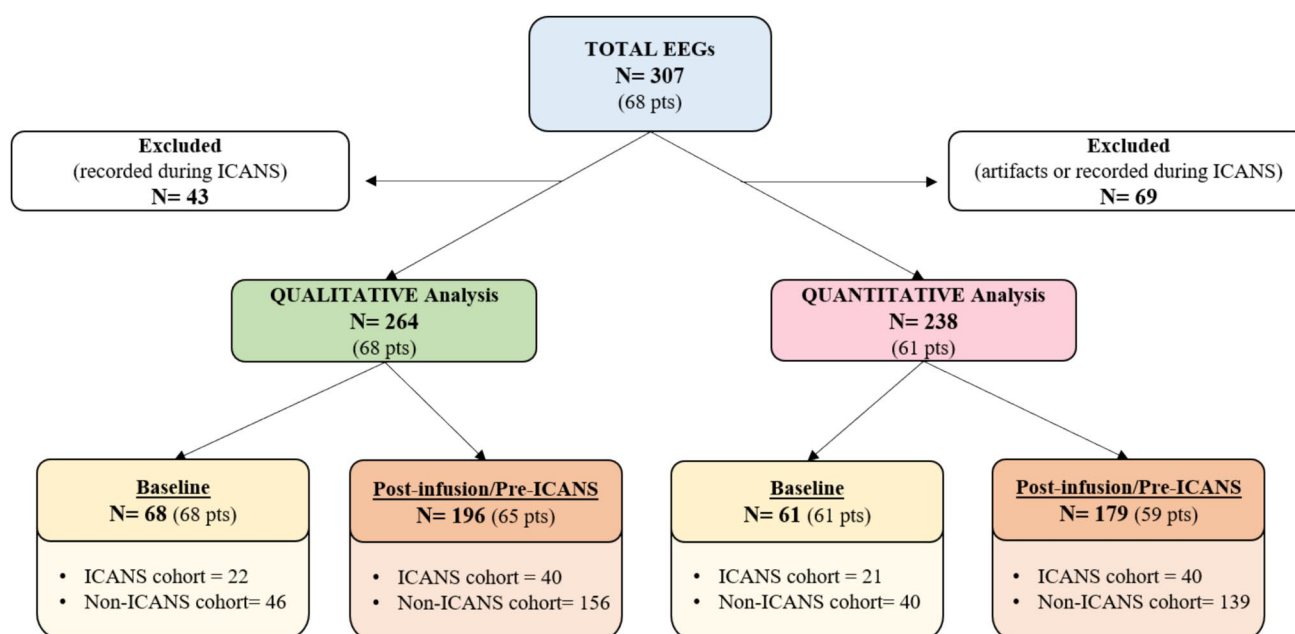 TOTAL EEGs
N= 307
(68 pts)
Excluded
(recorded during ICANS)
N= 43
Excluded
(artifacts or recorded during ICANS)
N= 69
QUALITATIVE Analysis
N= 264
(68 pts)
QUANTITATIVE Analysis
N= 238
(61 pts)
Baseline
N= 68 (68 pts)
• ICANS cohort = 22
• Non-ICANS cohort= 46
Post-infusion/Pre-ICANS
N= 196 (65 pts)
• ICANS cohort = 40
• Non-ICANS cohort= 156
Baseline
N= 61 (61 pts)
• ICANS cohort = 21
• Non-ICANS cohort= 40
Post-infusion/Pre-ICANS
N= 179 (59 pts)
• ICANS cohort = 40
• Non-ICANS cohort= 139